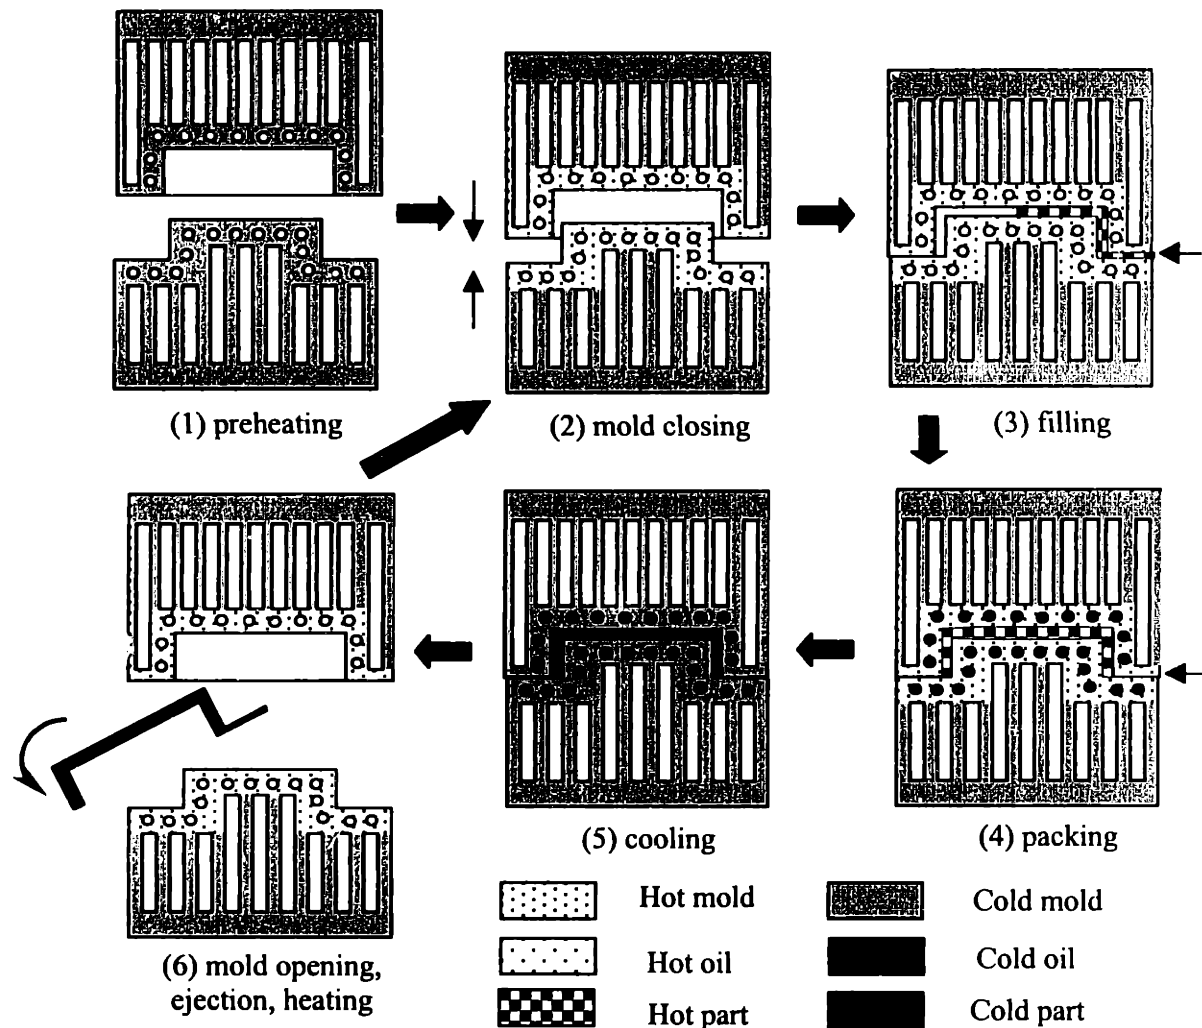 (1) preheating
(2) mold closing
(3) filling
(5) cooling
(4) packing
(6) mold opening,
ejection, heating
Hot mold
Cold mold
Hot oil
Cold oil
Hot part
Cold part